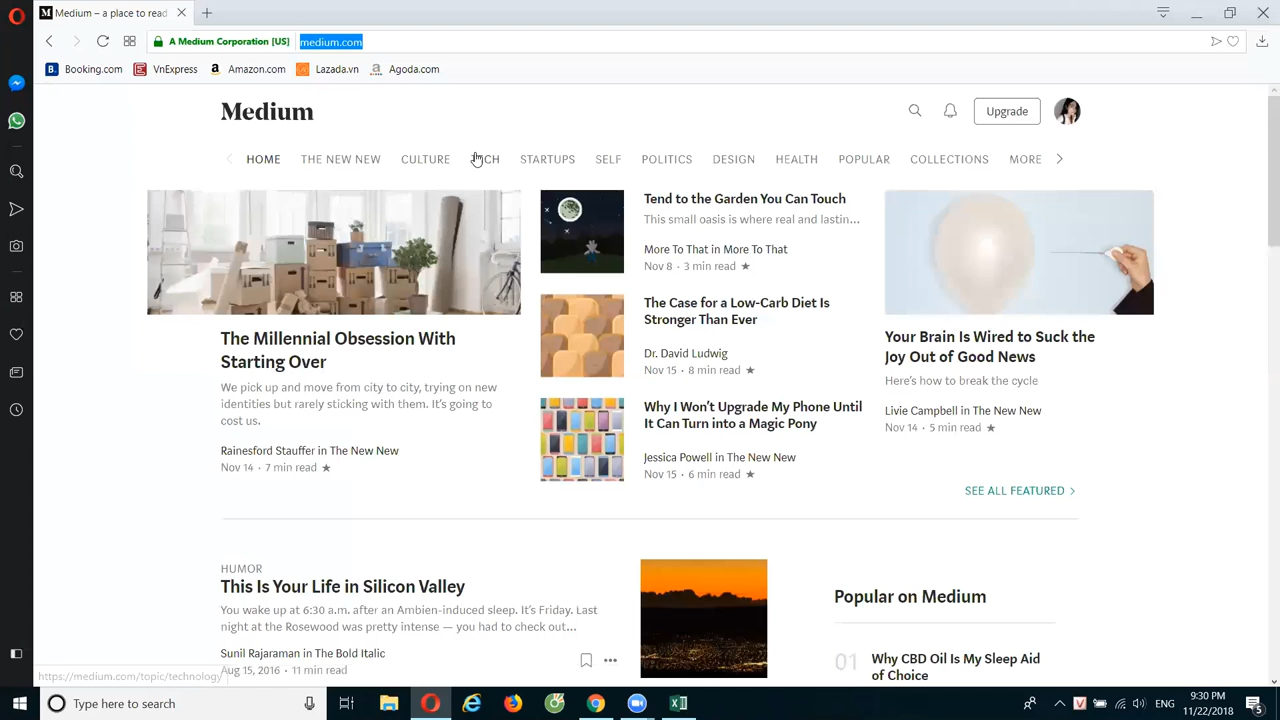 Medium – a place to read
A Medium Corporation [US]
medium.com
Booking.com
VnExpress
Amazon.com
Lazada.vn
Agoda.com
Medium
Upgrade
HOME
THE NEW NEW
CULTURE
STARTUPS
SELF
POLITICS
DESIGN
HEALTH
POPULAR
COLLECTIONS
MORE
The Millennial Obsession With
Starting Over
We pick up and move from city to city, trying on new
identities but rarely sticking with them. It's going to
cost us.
Rainesford Stauffer in The New New
Nov 14 · 7 min read ★
Tend to the Garden You Can Touch
This small oasis is where real and lastin...
More To That in More To That
Nov 8 · 3 min read ★
The Case for a Low-Carb Diet Is
Stronger Than Ever
Dr. David Ludwig
Nov 15 · 8 min read ★
Why I Won't Upgrade My Phone Until
It Can Turn into a Magic Pony
Jessica Powell in The New New
Nov 15 · 6 min read ★
Your Brain Is Wired to Suck the
Joy Out of Good News
Here's how to break the cycle
Livie Campbell in The New New
Nov 14 · 5 min read ★
SEE ALL FEATURED
HUMOR
This Is Your Life in Silicon Valley
You wake up at 6:30 a.m. after an Ambien-induced sleep. It's Friday. Last
night at the Rosewood was pretty intense — you had to check out...
Sunil Rajaraman in The Bold Italic
Aug 15, 2016 · 11 min read
Popular on Medium
01
Why CBD Oil Is My Sleep Aid
of Choice
https://medium.com/topic/technology
Type here to search
ENG
9:30 PM
11/22/2018
5